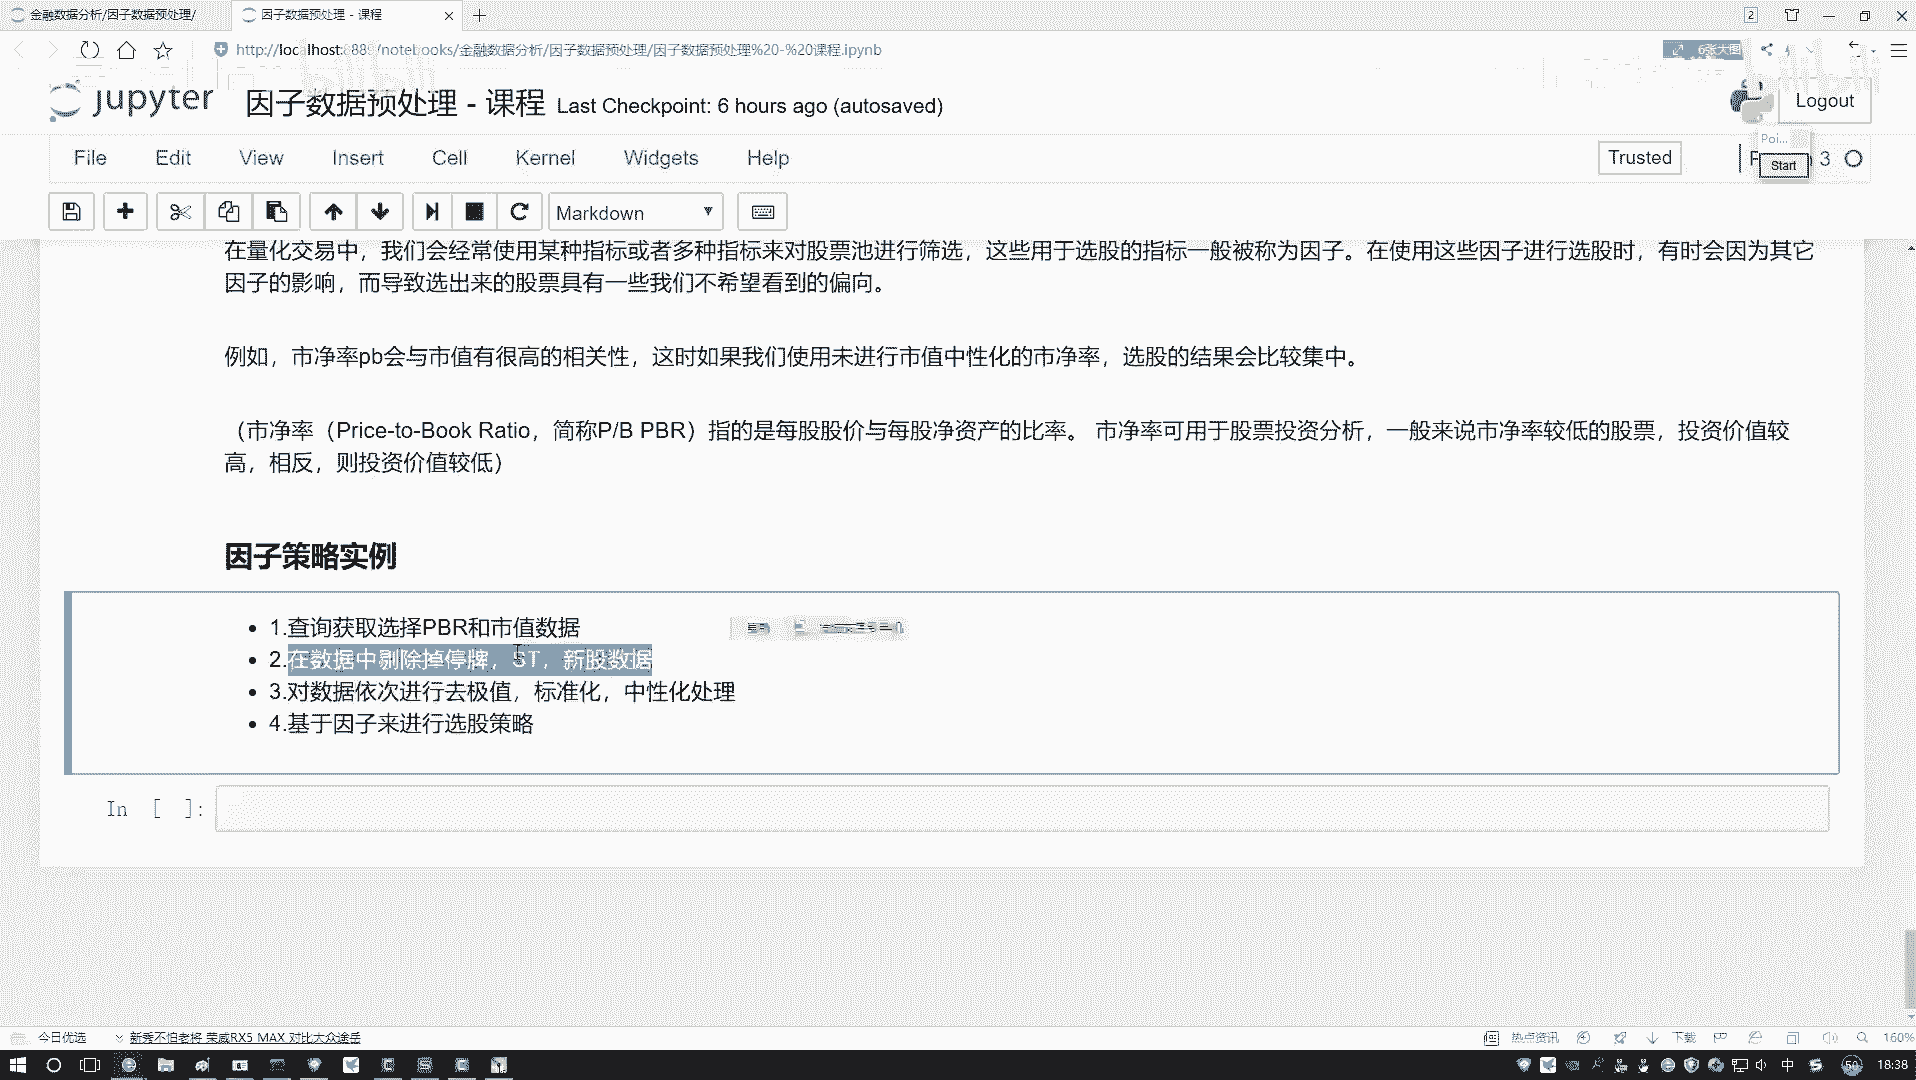 金融数据分析/因子数据预处理/
因子数据预处理 - 课程
2
/notebooks/金融数据分析/因子数据预处理/因子数据预处理%20-%20课程.ipynb
6张大图
jupyter
因子数据预处理 - 课程
Last Checkpoint: 6 hours ago (autosaved)
Logout
File Edit View Insert Cell Kernel Widgets Help
Trusted
Poi...
Start
3
Markdown
在量化交易中，我们会经常使用某种指标或者多种指标来对股票池进行筛选，这些用于选股的指标一般被称为因子。在使用这些因子进行选股时，有时会因为其它
因子的影响，而导致选出来的股票具有一些我们不希望看到的偏向。
例如，市净率pb会与市值有很高的相关性，这时如果我们使用未进行市值中性化的市净率，选股的结果会比较集中。
（市净率（Price-to-Book Ratio，简称P/B PBR）指的是每股股价与每股净资产的比率。 市净率可用于股票投资分析，一般来说市净率较低的股票，投资价值较
高，相反，则投资价值较低）
因子策略实例
1.查询获取选择PBR和市值数据
2.在数据中剔除掉停牌，ST，新股数据
3.对数据依次进行去极值，标准化，中性化处理
4.基于因子来进行选股策略
In [ ]:
今日优选
新秀不怕老将 荣威RX5 MAX 对比大众途岳
热点资讯
下载
160%
中
50
18:38